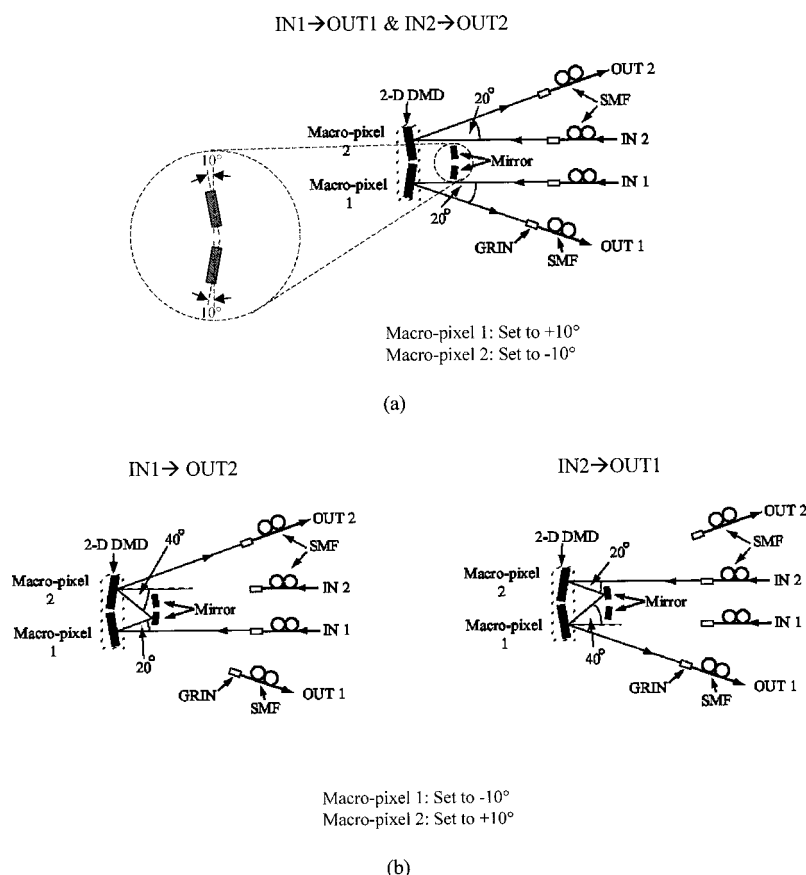 IN1→OUT1 & IN2→OUT2
OUT 2
2-D DMD
20°
SMF
Macro-pixel
2
IN 2
10°
Mirror
Macro-pixel
1
IN 1
20°
GRIN
SMF
OUT 1
10°
Macro-pixel 1: Set to +10°
Macro-pixel 2: Set to -10°
(a)
IN1→ OUT2
OUT 2
2-D DMD
40°
SMF
Macro-pixel
2
IN 2
Mirror
Macro-pixel
1
IN 1
20°
GRIN
SMF
OUT 1
IN2→OUT1
OUT 2
2-D DMD
20°
SMF
Macro-pixel
2
IN 2
Mirror
Macro-pixel
1
IN 1
40°
GRIN
SMF
OUT 1
Macro-pixel 1: Set to -10°
Macro-pixel 2: Set to +10°
(b)